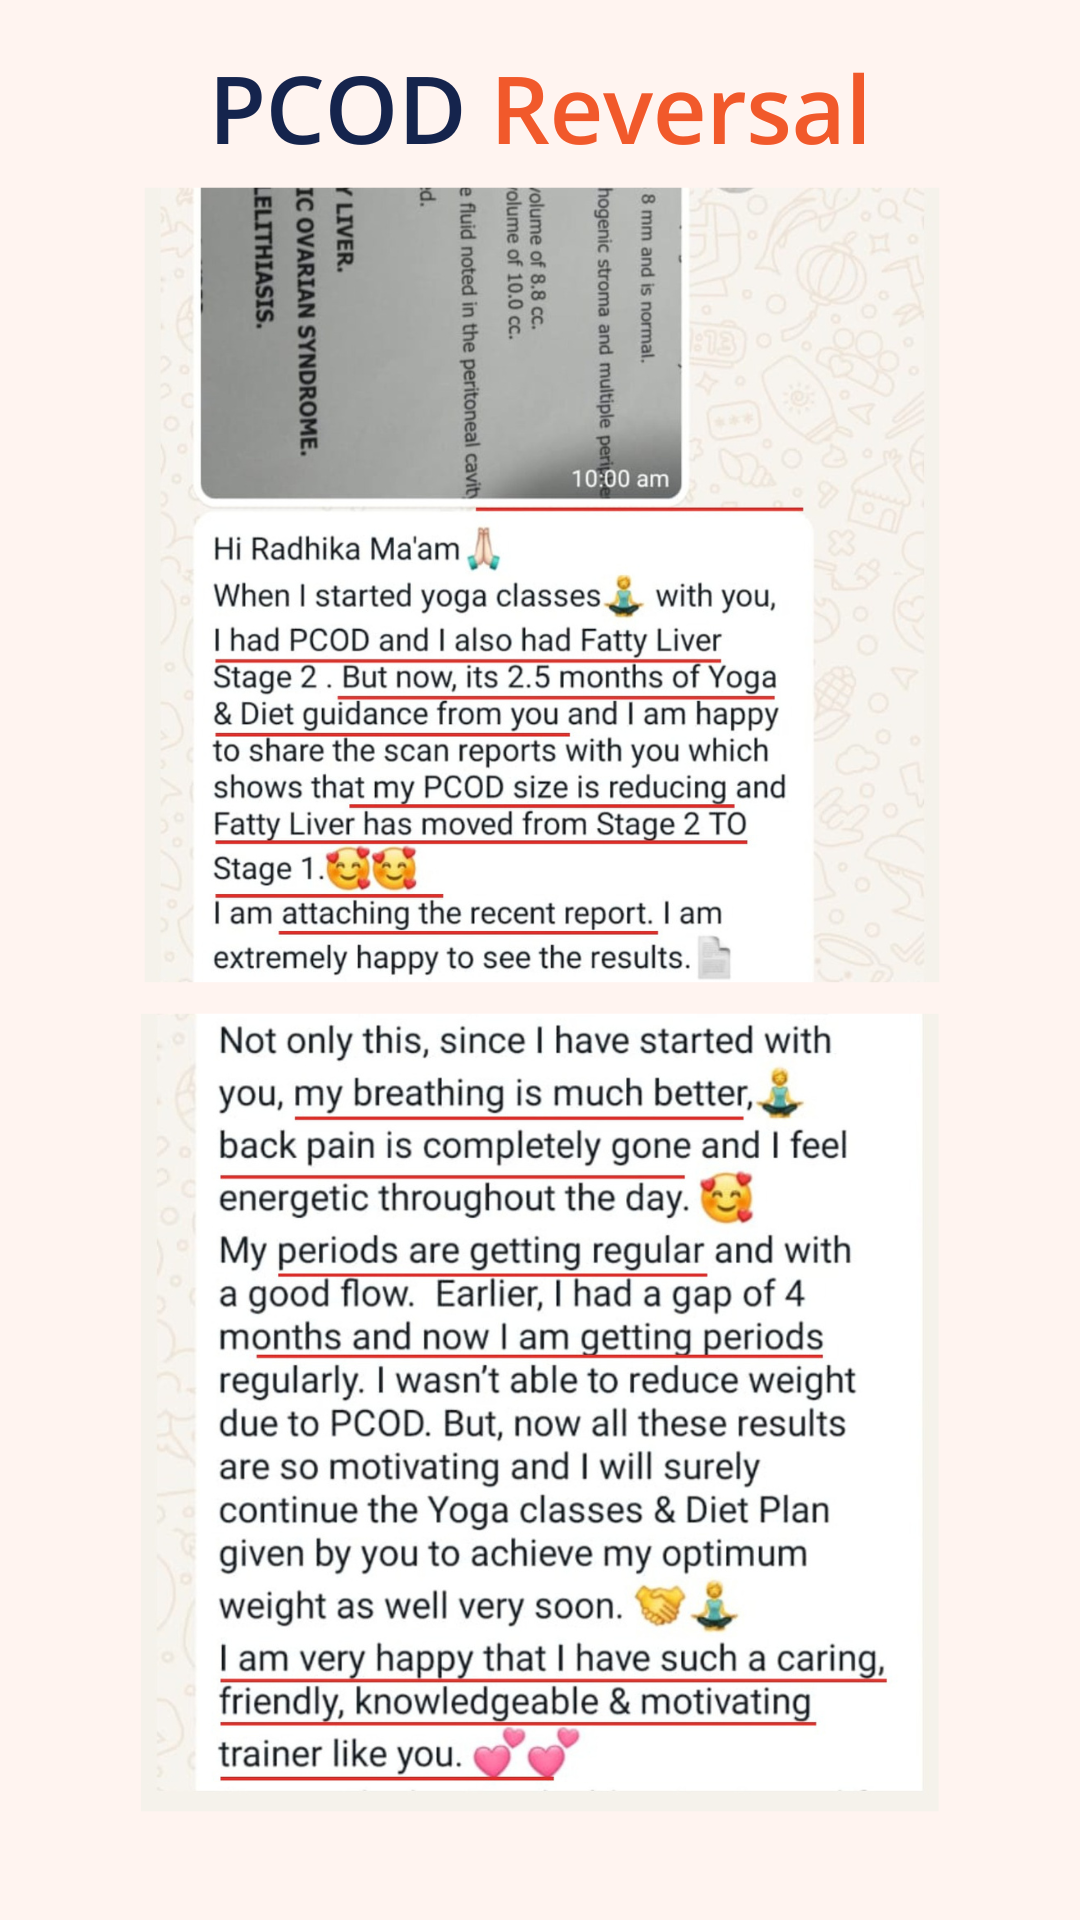 PCOD Reversal
8 mm and is normal.
hogenic stroma and multiple
volume of 8.8 cc.
volume of 10.0 cc.
e fluid noted in the peritoneal cavit
ed.
Y LIVER.
IC OVARIAN SYNDROME.
LELITHIASIS.
10:00 am
Hi Radhika Ma'am🙏🏻
When I started yoga classes🧘‍♂️ with you,
I had PCOD and I also had Fatty Liver
Stage 2 . But now, its 2.5 months of Yoga
& Diet guidance from you and I am happy
to share the scan reports with you which
shows that my PCOD size is reducing and
Fatty Liver has moved from Stage 2 TO
Stage 1.🥰🥰
I am attaching the recent report. I am
extremely happy to see the results.📄
Not only this, since I have started with
you, my breathing is much better,🧘‍♂️
back pain is completely gone and I feel
energetic throughout the day. 🥰
My periods are getting regular and with
a good flow.  Earlier, I had a gap of 4
months and now I am getting periods
regularly. I wasn’t able to reduce weight
due to PCOD. But, now all these results
are so motivating and I will surely
continue the Yoga classes & Diet Plan
given by you to achieve my optimum
weight as well very soon. 🤝🧘‍♂️
I am very happy that I have such a caring,
friendly, knowledgeable & motivating
trainer like you. 💕💕